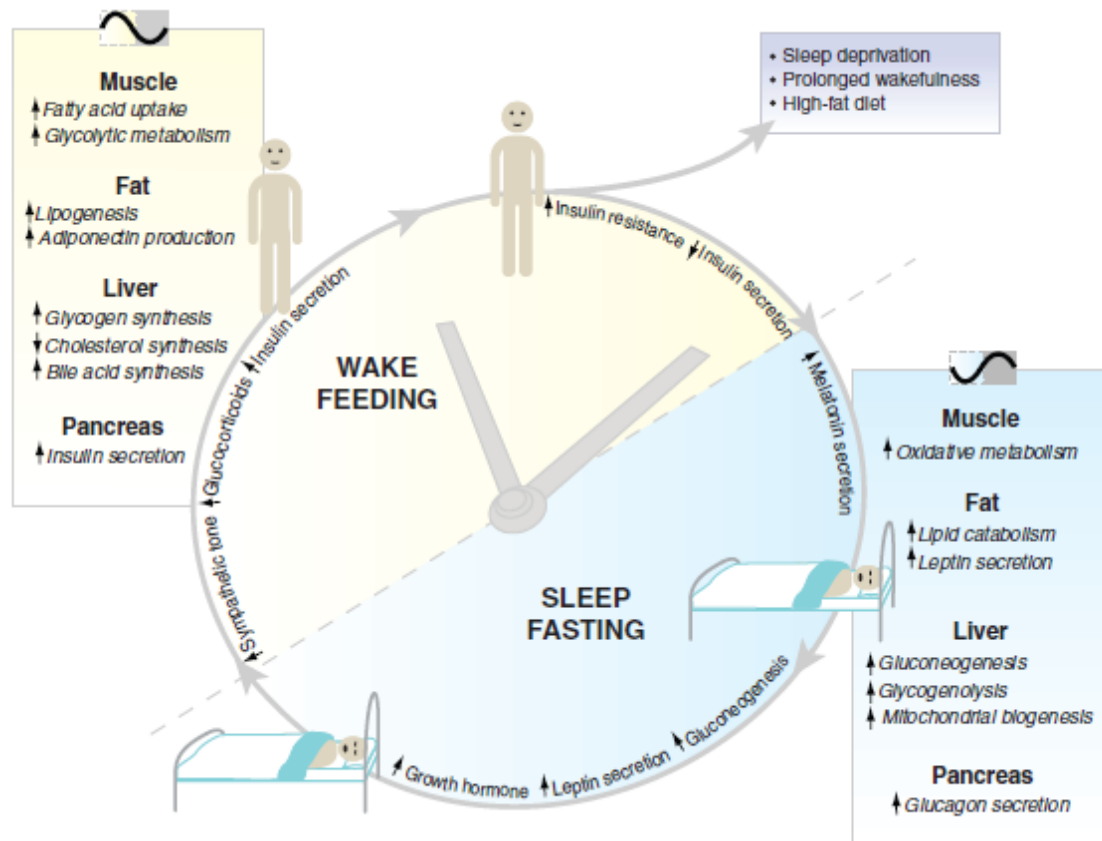 Muscle
↑Fatty acid uptake
↑Glycolytic metabolism
Fat
↑Lipogenesis
↑Adiponectin production
Liver
↑Glycogen synthesis
↓Cholesterol synthesis
↑Bile acid synthesis
Pancreas
↑Insulin secretion
• Sleep deprivation
• Prolonged wakefulness
• High-fat diet
WAKE
FEEDING
↑Sympathetic tone
↑Glucocorticoids
↑Insulin secretion
↑Insulin resistance
↓Insulin secretion
↑Melatonin secretion
SLEEP
FASTING
↑Gluconeogenesis
↑Leptin secretion
↑Growth hormone
Muscle
↑Oxidative metabolism
Fat
↑Lipid catabolism
↑Leptin secretion
Liver
↑Gluconeogenesis
↑Glycogenolysis
↑Mitochondrial biogenesis
Pancreas
↑Glucagon secretion